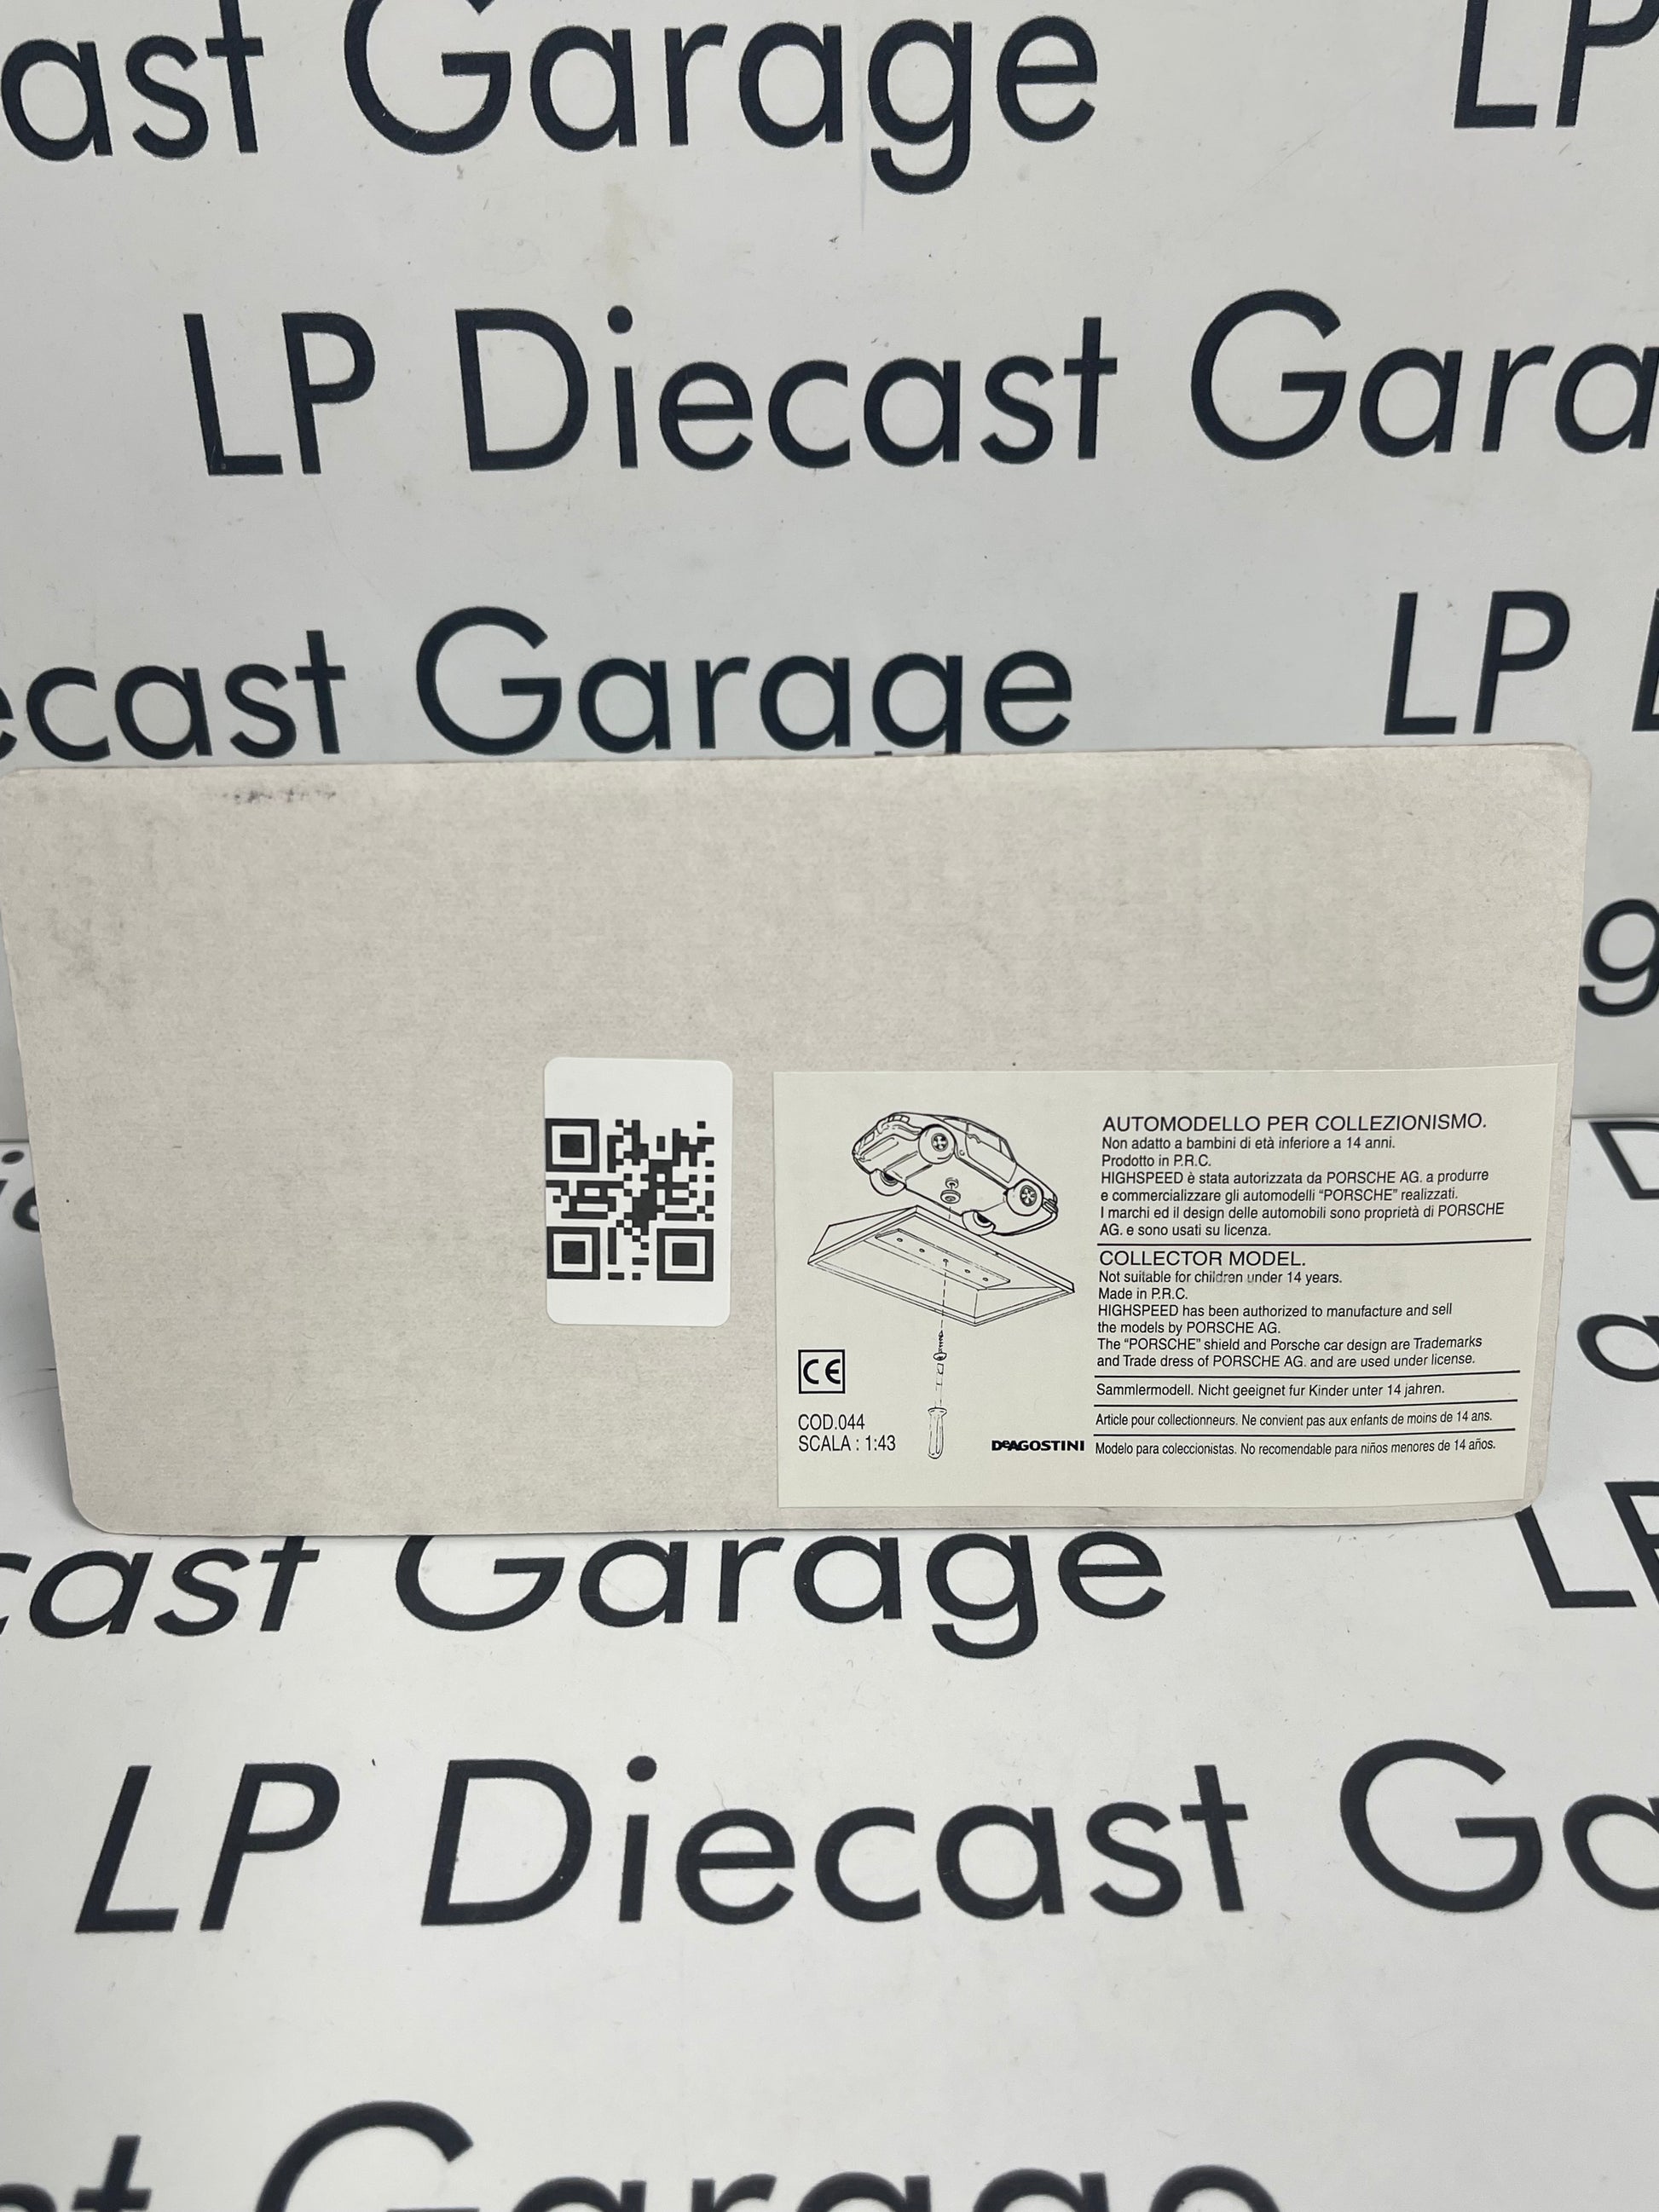 ast Garage LP
LP Diecast Gara
ecast Garage LP
g
AUTOMODELLO PER COLLEZIONISMO.
Non adatto a bambini di età inferiore a 14 anni.
Prodotto in P.R.C.
HIGHSPEED è stata autorizzata da PORSCHE AG. a produrre
e commercializzare gli automodelli “PORSCHE” realizzati.
I marchi ed il design delle automobili sono proprietà di PORSCHE
AG. e sono usati su licenza.
COLLECTOR MODEL.
Not suitable for children under 14 years.
Made in P.R.C.
HIGHSPEED has been authorized to manufacture and sell
the models by PORSCHE AG.
The “PORSCHE” shield and Porsche car design are Trademarks
and Trade dress of PORSCHE AG. and are used under license.
Sammlermodell. Nicht geeignet fur Kinder unter 14 jahren.
Article pour collectionneurs. Ne convient pas aux enfants de moins de 14 ans.
Modelo para coleccionistas. No recomendable para niños menores de 14 años.
CE
COD.044
SCALA : 1:43
DeAGOSTINI
cast Garage LP
LP Diecast Ga
t Garage